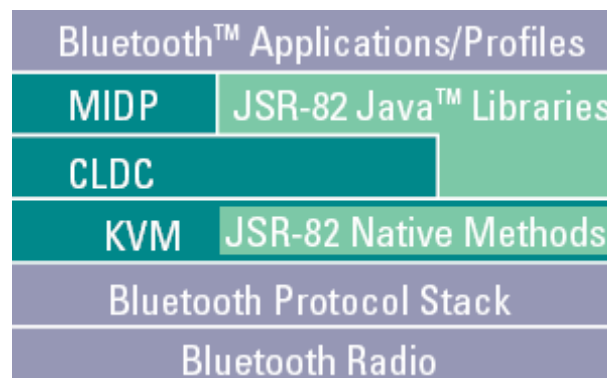 Bluetooth™ Applications/Profiles
MIDP JSR-82 Java™ Libraries
CLDC
KVM JSR-82 Native Methods
Bluetooth Protocol Stack
Bluetooth Radio